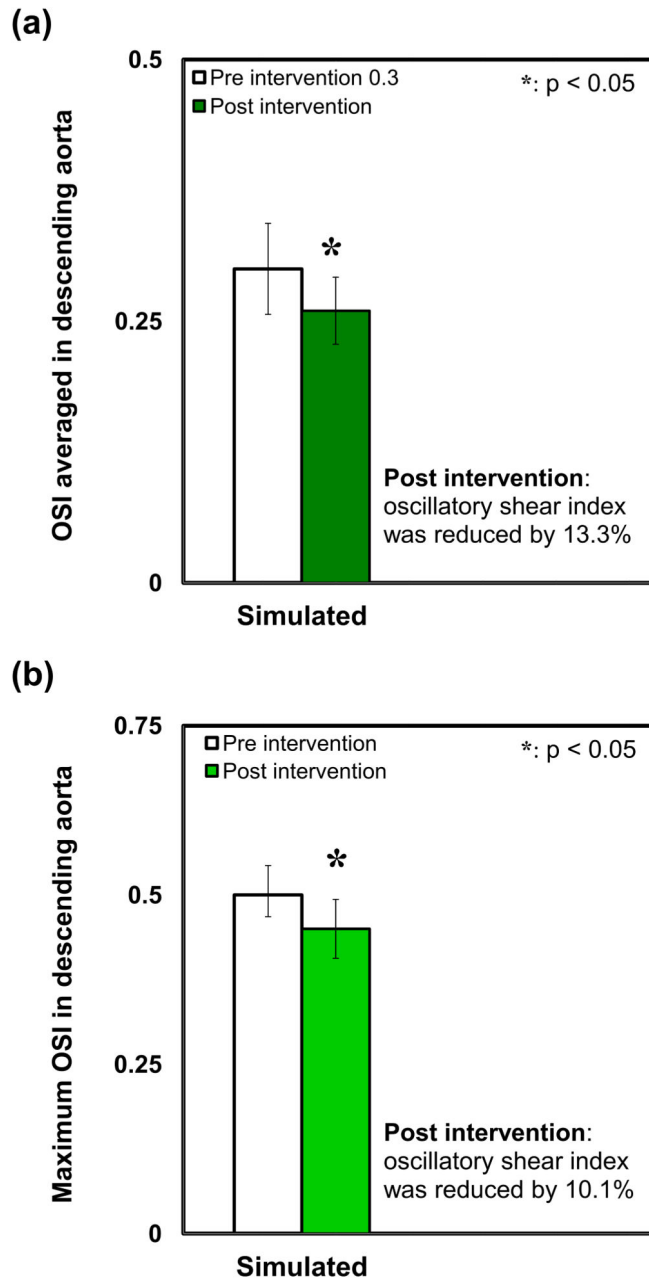 (a)
0.5
Pre intervention 0.3
*: p < 0.05
Post intervention
OSI averaged in descending aorta
*
0.25
Post intervention:
oscillatory shear index
was reduced by 13.3%
0
Simulated
(b)
0.75
Pre intervention
*: p < 0.05
Post intervention
Maximum OSI in descending aorta
*
0.5
0.25
Post intervention:
oscillatory shear index
was reduced by 10.1%
0
Simulated